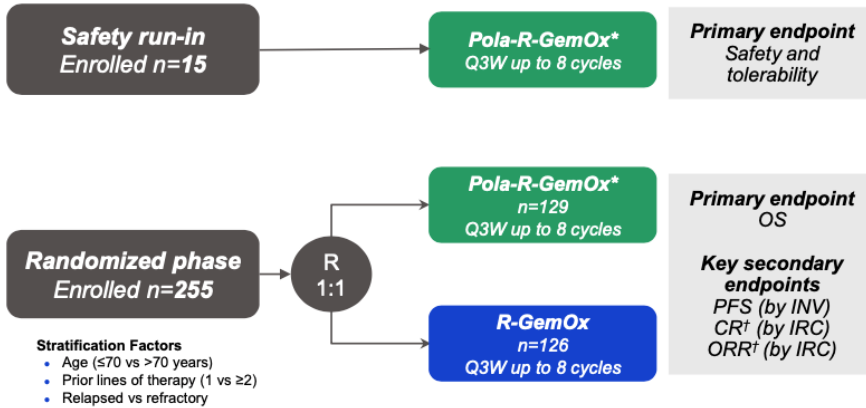 Safety run-in
Enrolled n=15
Pola-R-GemOx*
Q3W up to 8 cycles
Primary endpoint
Safety and
tolerability
Randomized phase
Enrolled n=255
R
1:1
Pola-R-GemOx*
n=129
Q3W up to 8 cycles
R-GemOx
n=126
Q3W up to 8 cycles
Primary endpoint
OS
Key secondary
endpoints
PFS (by INV)
CR† (by IRC)
ORR† (by IRC)
Stratification Factors
• Age (≤70 vs >70 years)
• Prior lines of therapy (1 vs ≥2)
• Relapsed vs refractory